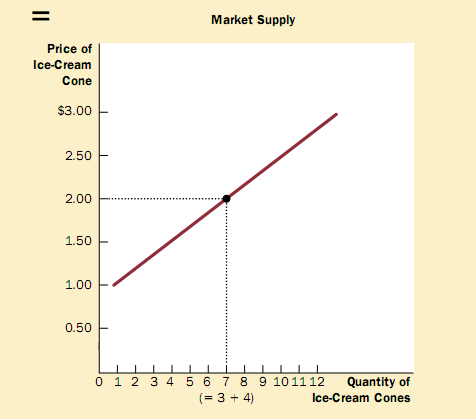 =
Market Supply
Price of
Ice-Cream
Cone
$3.00
2.50
2.00
1.50
1.00
0.50
0 1 2 3 4 5 6 7 8 9 10 11 12
Quantity of
(= 3 + 4)
Ice-Cream Cones